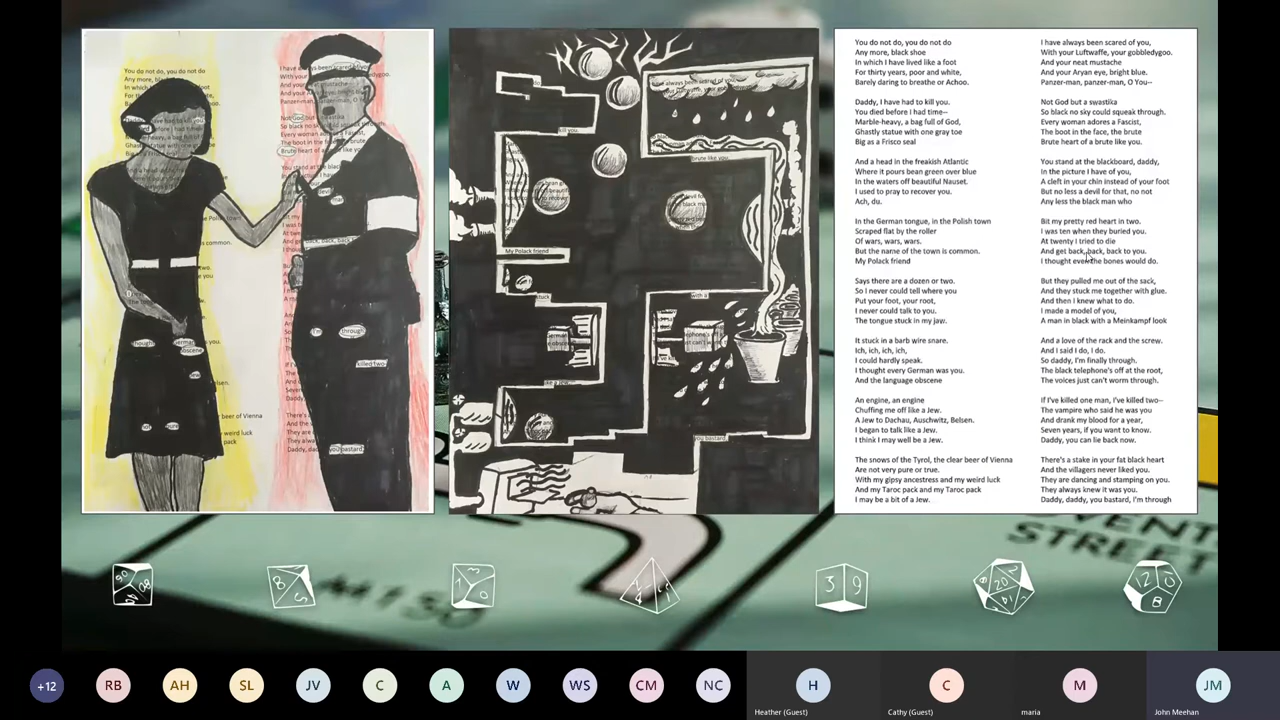 You do not do, you do not do
Any more, black shoe
In which I have lived like a foot
For thirty years, poor and white,
Barely daring to breathe or Achoo.
Daddy, I have had to kill you.
You died before I had time--
Marble-heavy, a bag full of God,
Ghastly statue with one gray toe
Big as a Frisco seal
And a head in the freakish Atlantic
Where it pours bean green over blue
In the waters off beautiful Nauset.
I used to pray to recover you.
Ach, du.
In the German tongue, in the Polish town
Scraped flat by the roller
Of wars, wars, wars.
But the name of the town is common.
My Polack friend
Says there are a dozen or two.
So I never could tell where you
Put your foot, your root,
I never could talk to you.
The tongue stuck in my jaw.
It stuck in a barb wire snare.
Ich, ich, ich, ich,
I could hardly speak.
I thought every German was you.
And the language obscene
An engine, an engine
Chuffing me off like a Jew.
A Jew to Dachau, Auschwitz, Belsen.
I began to talk like a Jew.
I think I may well be a Jew.
The snows of the Tyrol, the clear beer of Vienna
Are not very pure or true.
With my gipsy ancestress and my weird luck
And my Taroc pack and my Taroc pack
I may be a bit of a Jew.
I have always been scared of you,
With your Luftwaffe, your gobbledygoo.
And your neat mustache
And your Aryan eye, bright blue.
Panzer-man, panzer-man, O You--
Not God but a swastika
So black no sky could squeak through.
Every woman adores a Fascist,
The boot in the face, the brute
Brute heart of a brute like you.
You stand at the blackboard, daddy,
In the picture I have of you,
A cleft in your chin instead of your foot
But no less a devil for that, no not
Any less the black man who
Bit my pretty red heart in two.
I was ten when they buried you.
At twenty I tried to die
And get back, back, back to you.
I thought even the bones would do.
But they pulled me out of the sack,
And they stuck me together with glue.
And then I knew what to do.
I made a model of you,
A man in black with a Meinkampf look
And a love of the rack and the screw.
And I said I do, I do.
So daddy, I'm finally through.
The black telephone's off at the root,
The voices just can't worm through.
If I've killed one man, I've killed two--
The vampire who said he was you
And drank my blood for a year,
Seven years, if you want to know.
Daddy, you can lie back now.
There's a stake in your fat black heart
And the villagers never liked you.
They are dancing and stamping on you.
They always knew it was you.
Daddy, daddy, you bastard, I'm through
You do not do, you do not do
through
killed two
you bastard
kill you.
brute like you.
My Polack friend
stuck
with a
you bastard
STREET
+12
RB
AH
SL
JV
C
A
W
WS
CM
NC
H
C
M
JM
Heather (Guest)
Cathy (Guest)
maria
John Meehan